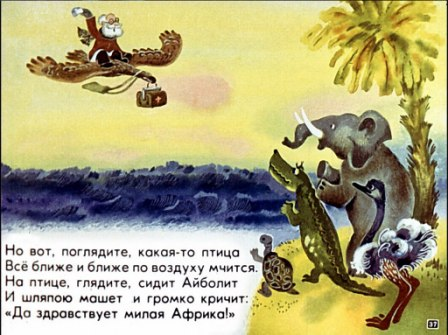 Но вот, поглядите, какая-то птица
Всё ближе и ближе по воздуху мчится.
На птице, глядите, сидит Айболит
И шляпою машет и громко кричит:
«Да здравствует милая Африка!»
37